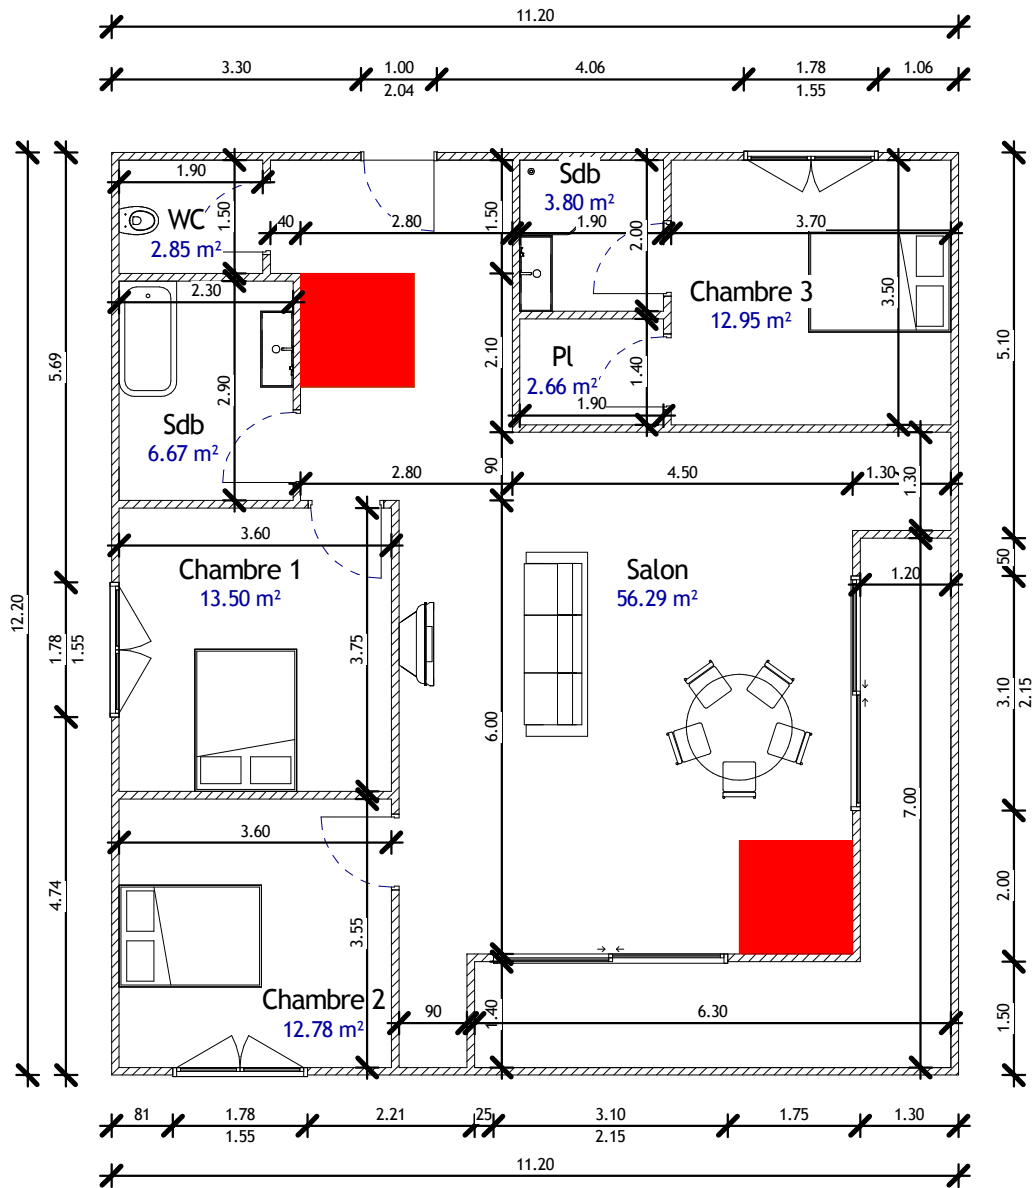 11.20
3.30 1.00 4.06 1.78 1.06
2.04 1.55
1.90
Sdb
3.80 m²
WC
2.85 m²
1.50
40
2.80
1.50
1.90
2.00
3.70
2.30
Chambre 3
12.95 m²
3.50
5.10
5.69
2.10
Pl
2.66 m²
1.40
1.90
2.90
Sdb
6.67 m²
2.80
90
4.50
1.30
1.30
3.60
Chambre 1
13.50 m²
Salon
56.29 m²
50
1.20
12.20
1.78
1.55
3.75
6.00
3.10
2.15
7.00
3.60
4.74
3.55
2.00
Chambre 2
12.78 m²
90
1.40
6.30
1.50
81 1.78 2.21 25 3.10 1.75 1.30
1.55 2.15
11.20